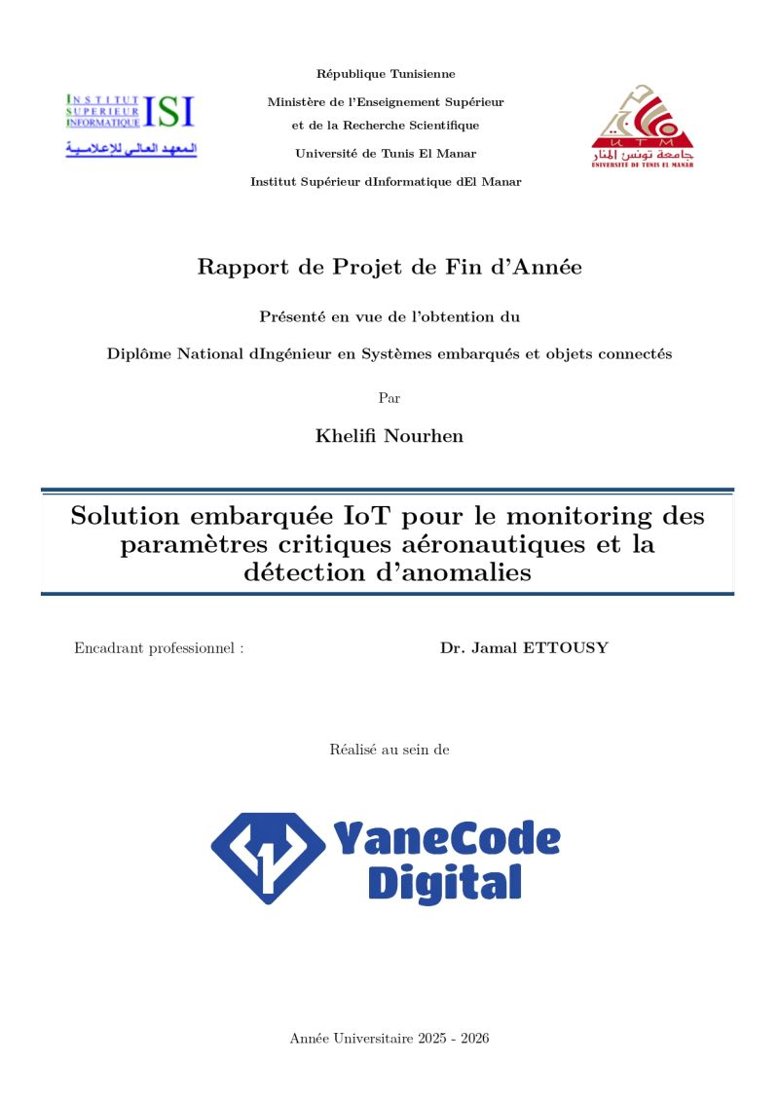 République Tunisienne
Ministère de l'Enseignement Supérieur
et de la Recherche Scientifique
Université de Tunis El Manar
Institut Supérieur dInformatique dEl Manar
INSTITUT
SUPERIEUR
INFORMATIQUE
ISI
المعهد العالي للإعلامية
UTM
جامعة تونس المنار
UNIVERSITÉ DE TUNIS EL MANAR
Rapport de Projet de Fin d'Année
Présenté en vue de l'obtention du
Diplôme National dIngénieur en Systèmes embarqués et objets connectés
Par
Khelifi Nourhen
Solution embarquée IoT pour le monitoring des
paramètres critiques aéronautiques et la
détection d'anomalies
Encadrant professionnel : Dr. Jamal ETTOUSY
Réalisé au sein de
YaneCode
Digital
Année Universitaire 2025 - 2026